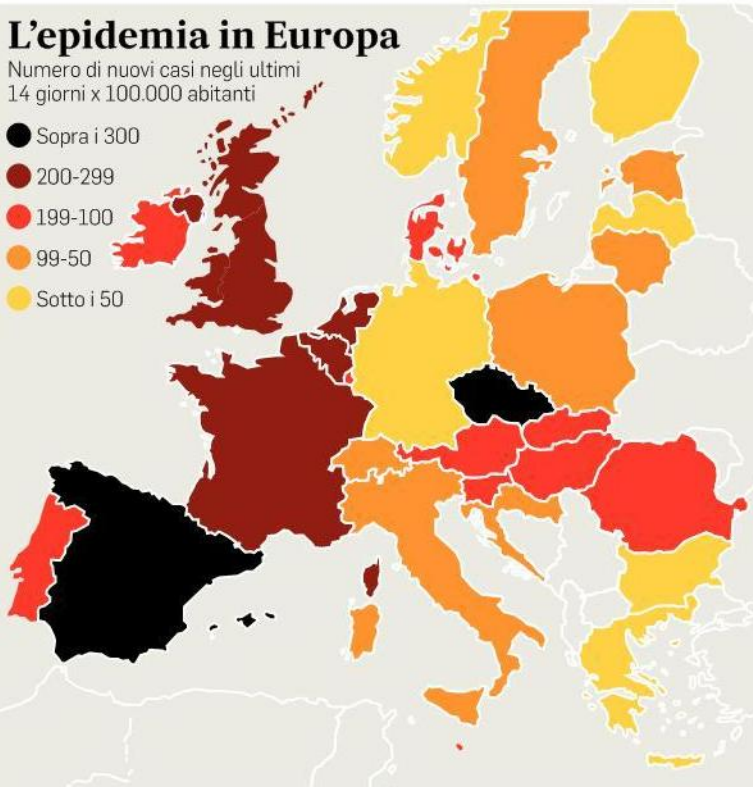 L'epidemia in Europa
Numero di nuovi casi negli ultimi
14 giorni x 100.000 abitanti
Sopra i 300
200-299
199-100
99-50
Sotto i 50